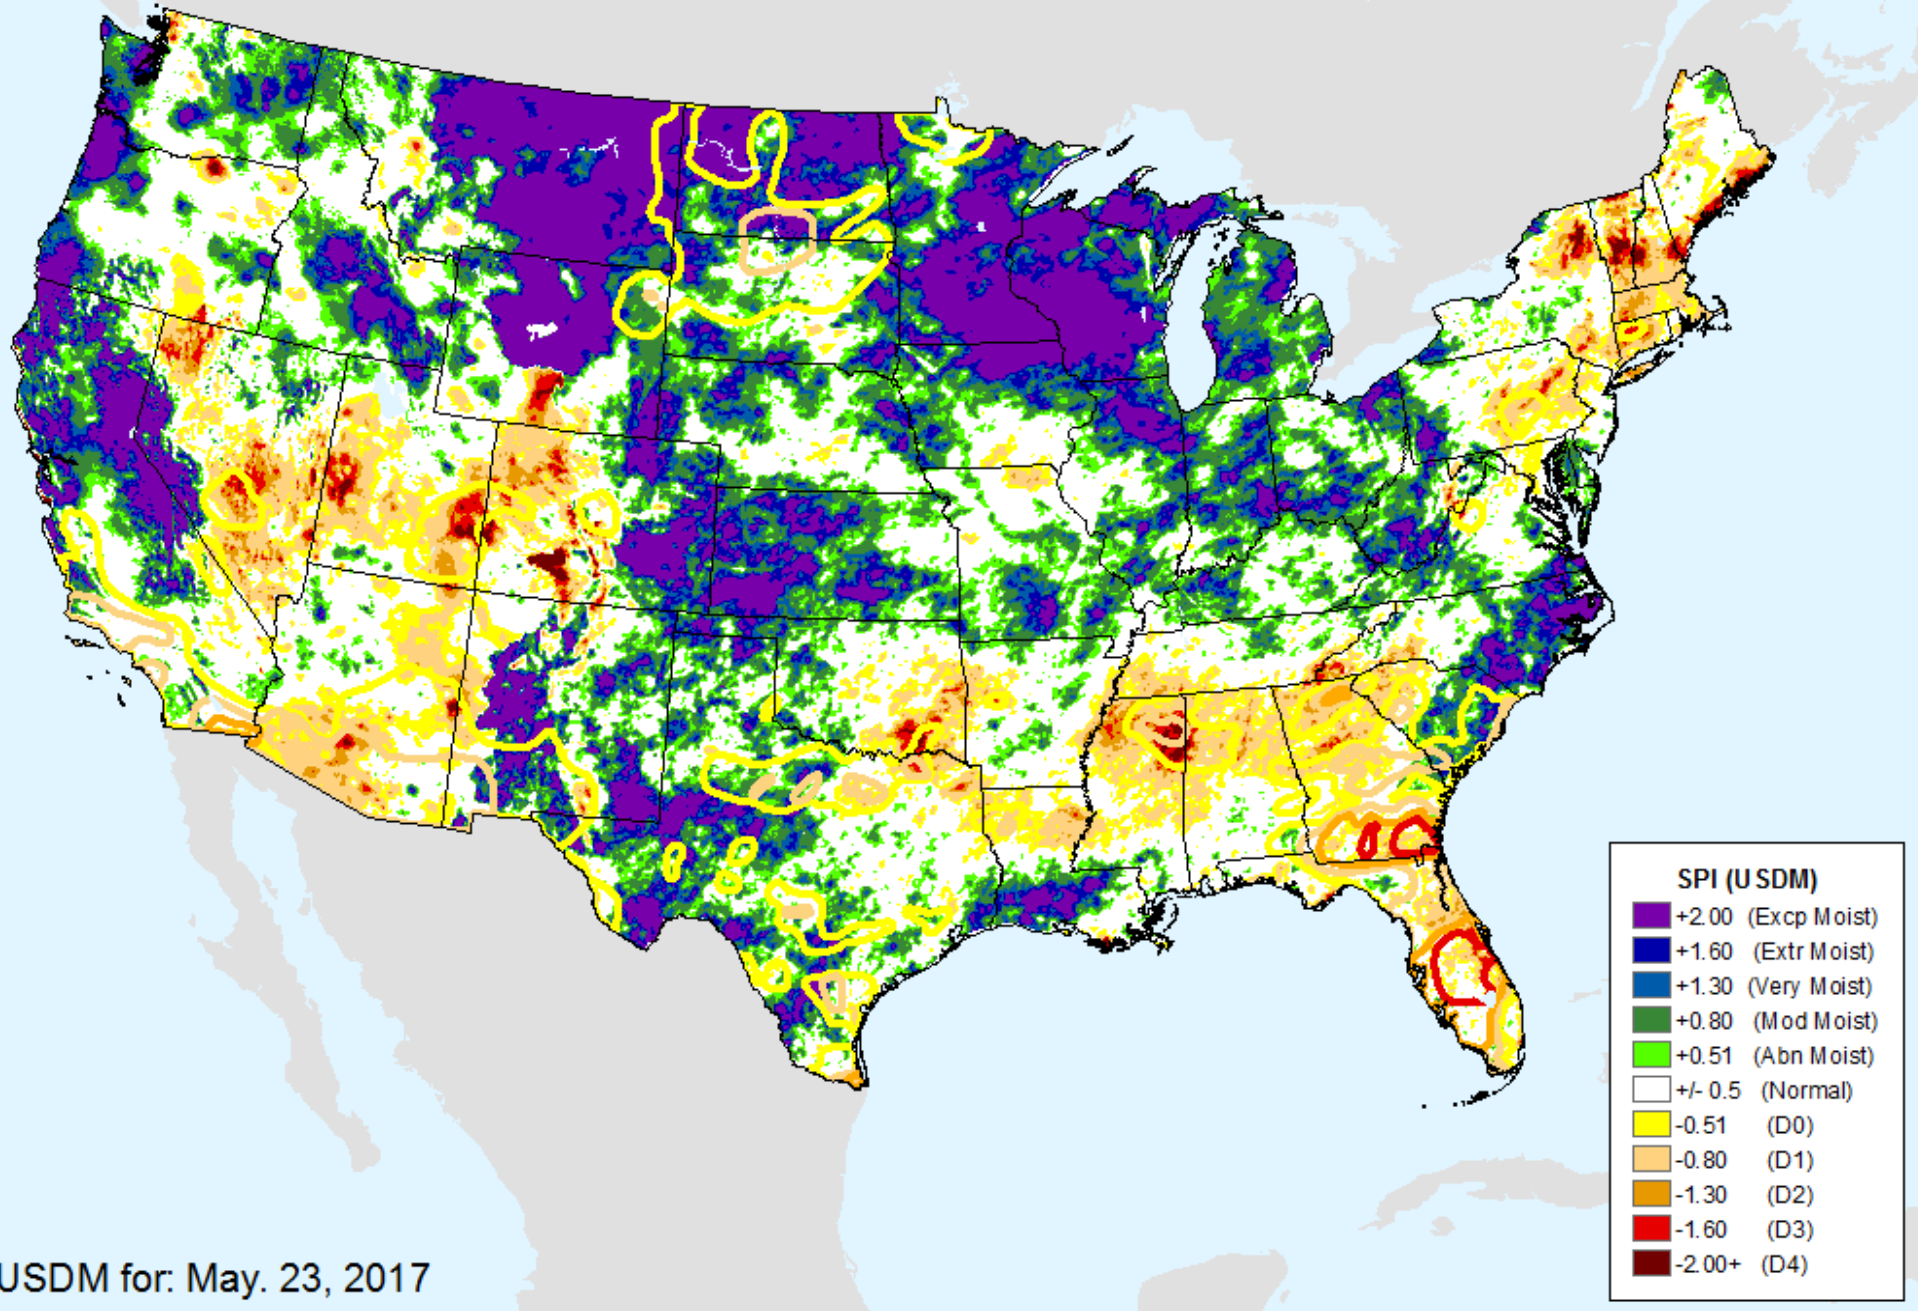 SPI (USDM)
+2.00 (Excp Moist)
+1.60 (Extr Moist)
+1.30 (Very Moist)
+0.80 (Mod Moist)
+0.51 (Abn Moist)
+/- 0.5 (Normal)
-0.51 (D0)
-0.80 (D1)
-1.30 (D2)
-1.60 (D3)
-2.00+ (D4)
USDM for: May. 23, 2017